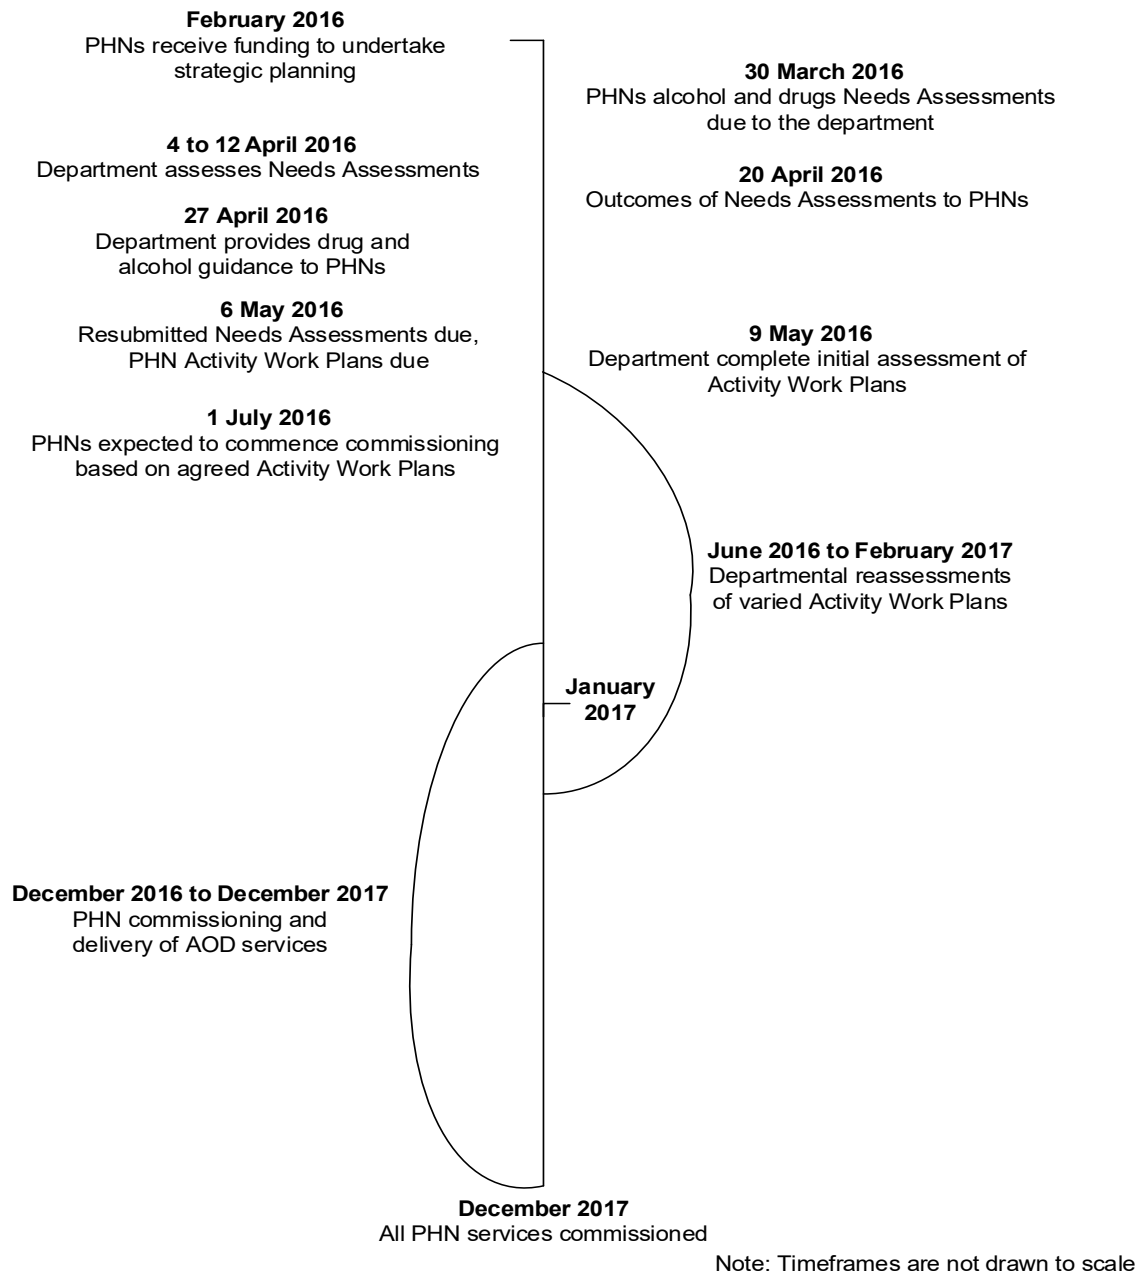 February 2016
PHNs receive funding to undertake
strategic planning
30 March 2016
PHNs alcohol and drugs Needs Assessments
due to the department
4 to 12 April 2016
Department assesses Needs Assessments
20 April 2016
Outcomes of Needs Assessments to PHNs
27 April 2016
Department provides drug and
alcohol guidance to PHNs
6 May 2016
Resubmitted Needs Assessments due,
PHN Activity Work Plans due
9 May 2016
Department complete initial assessment of
Activity Work Plans
1 July 2016
PHNs expected to commence commissioning
based on agreed Activity Work Plans
June 2016 to February 2017
Departmental reassessments
of varied Activity Work Plans
January
2017
December 2016 to December 2017
PHN commissioning and
delivery of AOD services
December 2017
All PHN services commissioned
Note: Timeframes are not drawn to scale